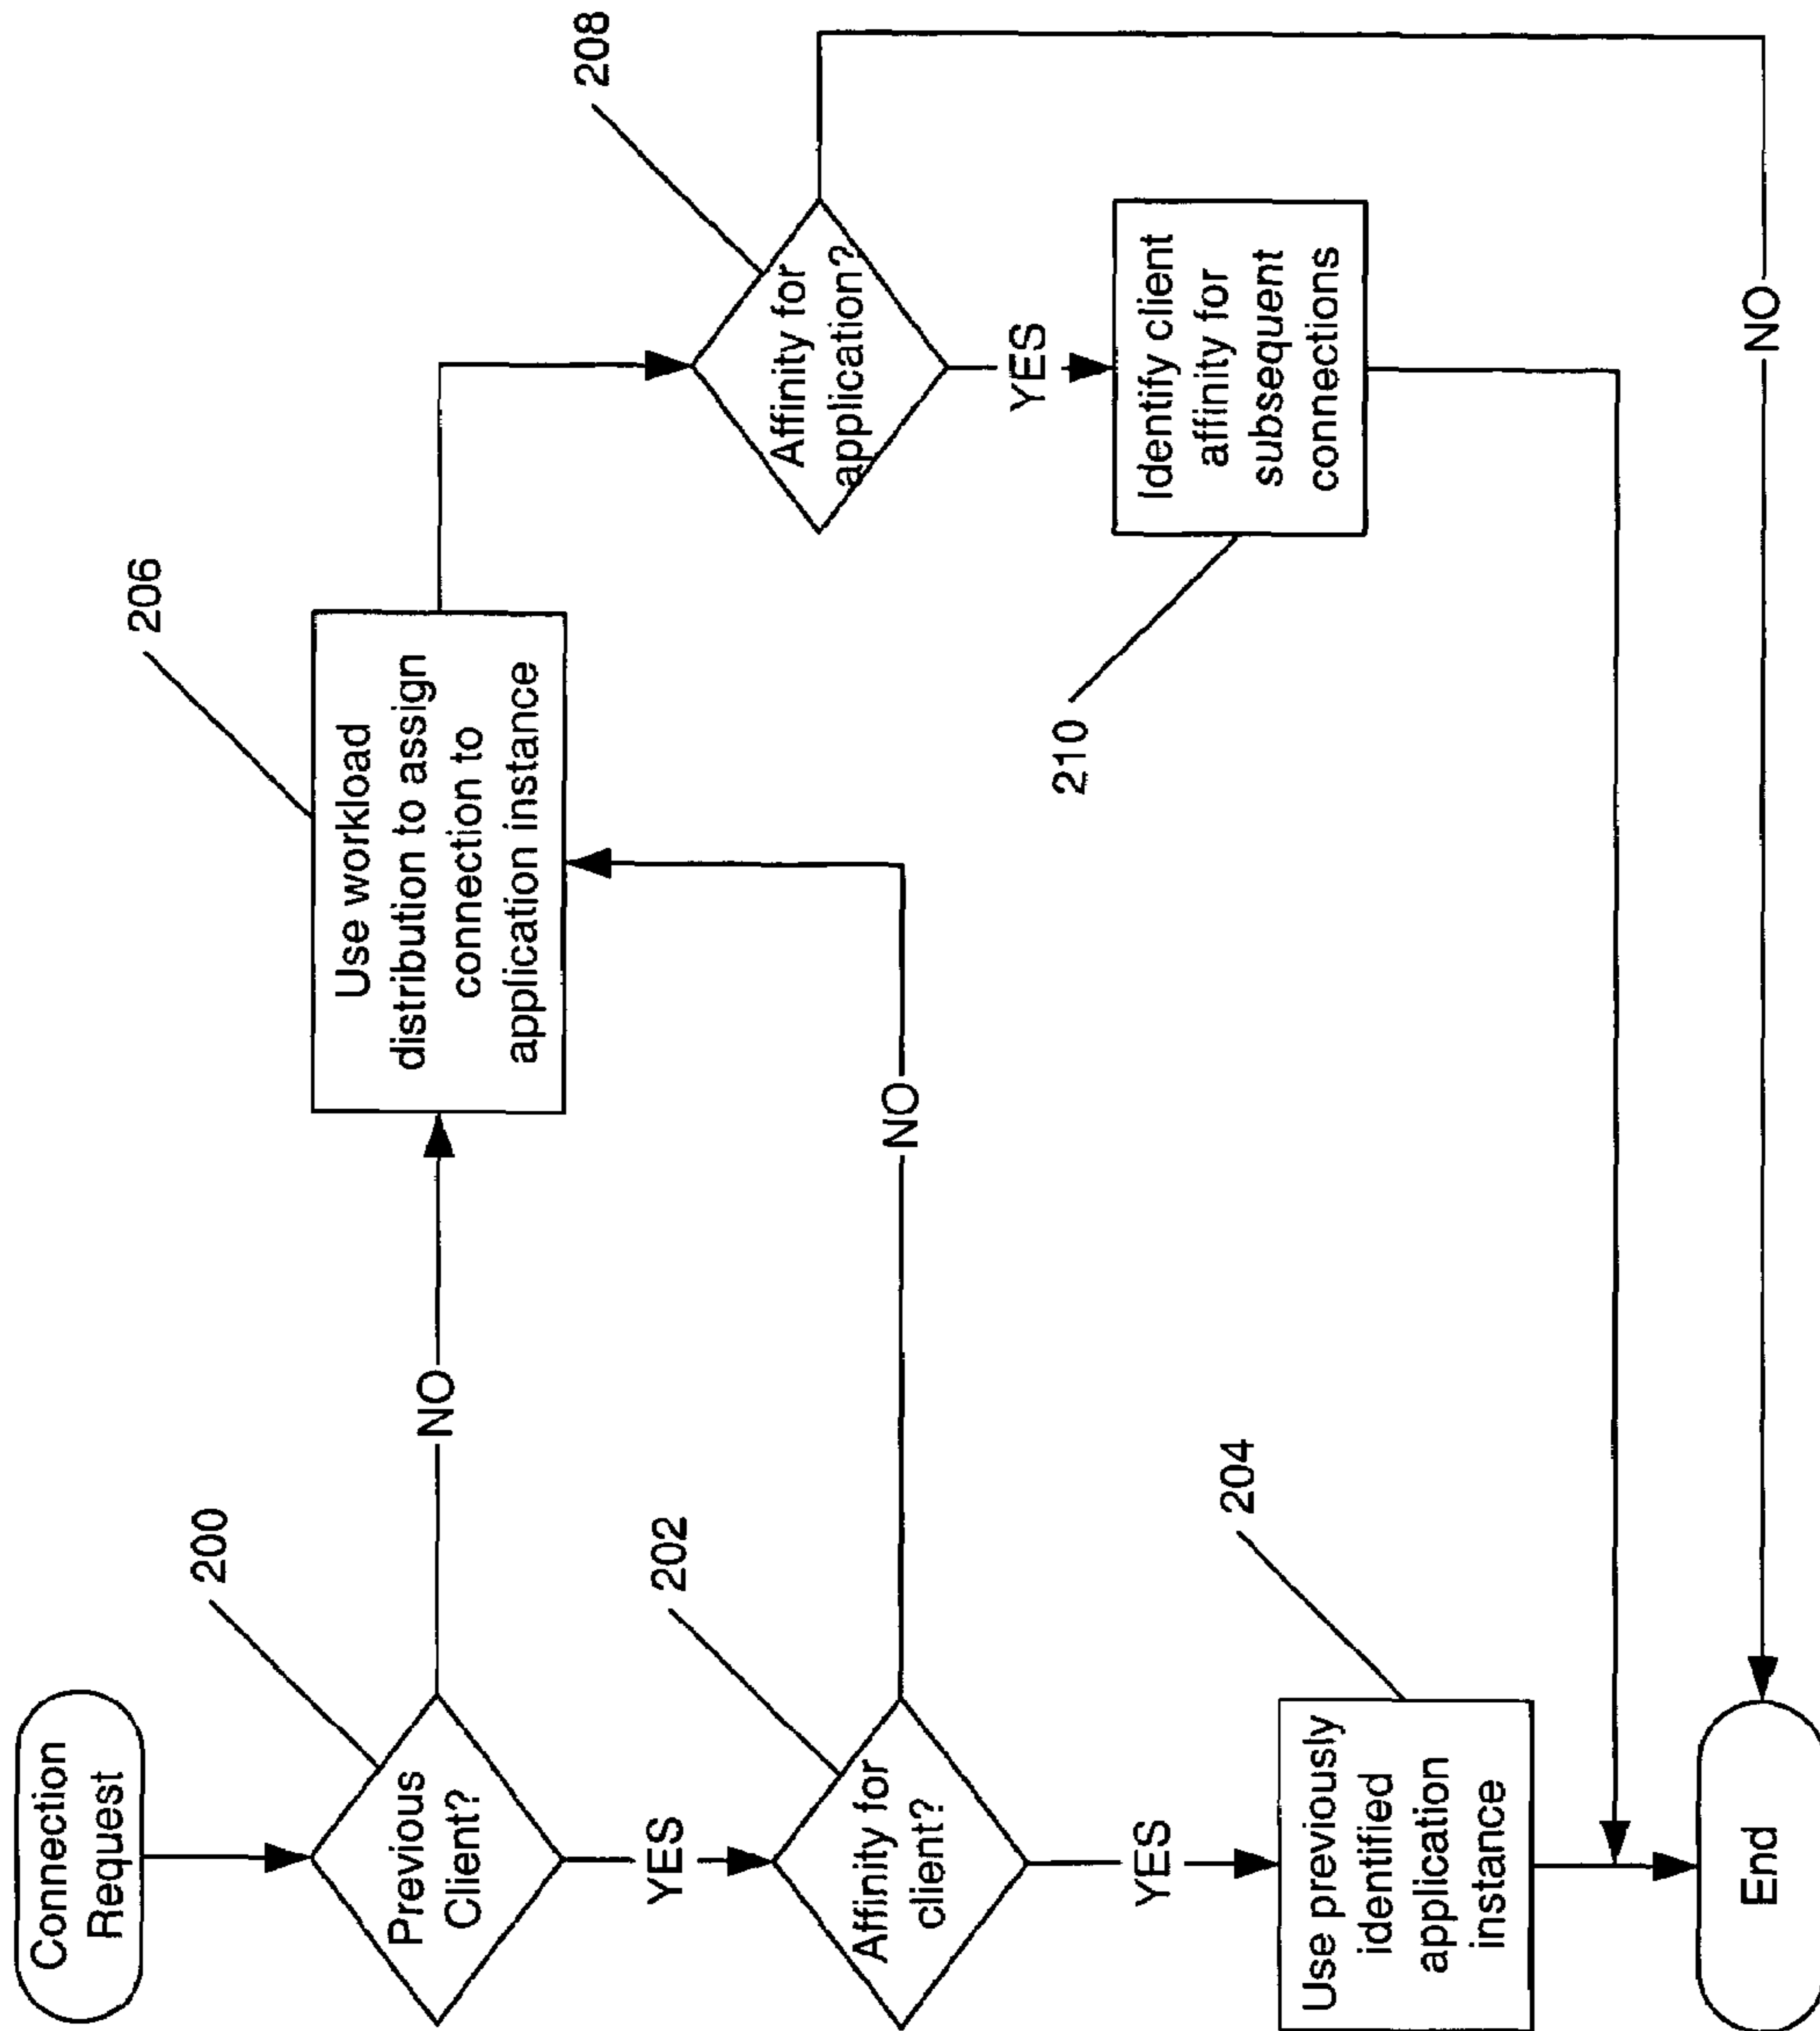 Connection
Request
200
Previous
Client?
NO
YES
202
Affinity for
client?
NO
YES
204
Use previously
identified
application
instance
End
206
Use workload
distribution to assign
connection to
application instance
208
Affinity for
application?
YES
210
Identify client
affinity for
subsequent
connections
NO